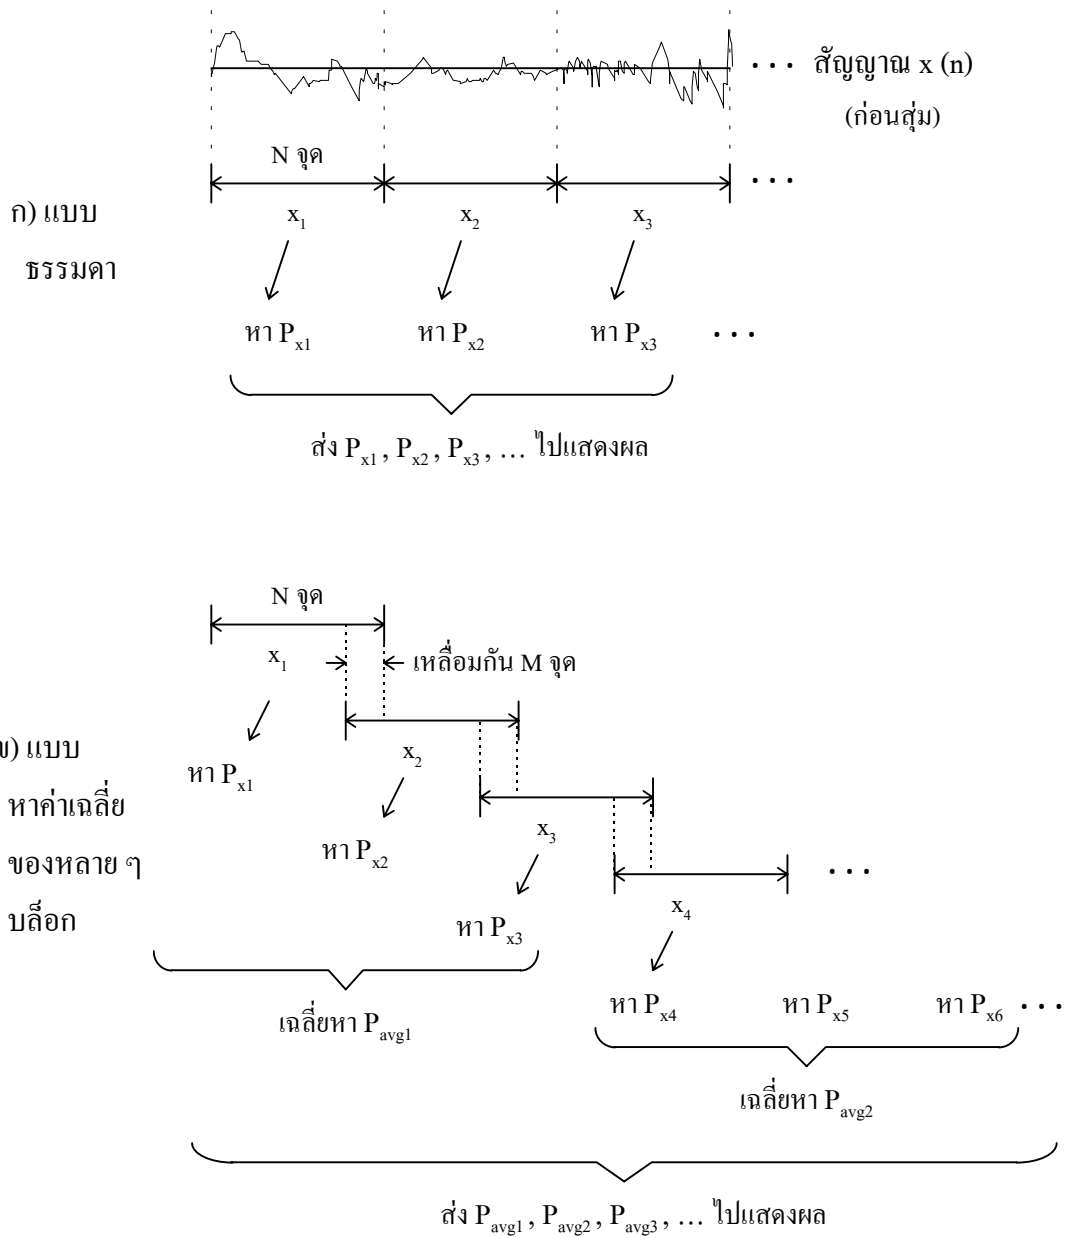 . . . สัญญาณ x (n)
(ก่อนสุ่ม)
N จุด
. . .
ก) แบบ
ธรรมดา
x1 x2 x3
หา Px1 หา Px2 หา Px3 . . .
ส่ง Px1 , Px2 , Px3 , … ไปแสดงผล
N จุด
x1 เหลื่อมกัน M จุด
ข) แบบ
หาค่าเฉลี่ย
ของหลาย ๆ
บล็อก
หา Px1 x2
หา Px2 x3 . . .
หา Px3 x4
เฉลี่ยหา Pavg1
หา Px4 หา Px5 หา Px6 . . .
เฉลี่ยหา Pavg2
ส่ง Pavg1 , Pavg2 , Pavg3 , … ไปแสดงผล